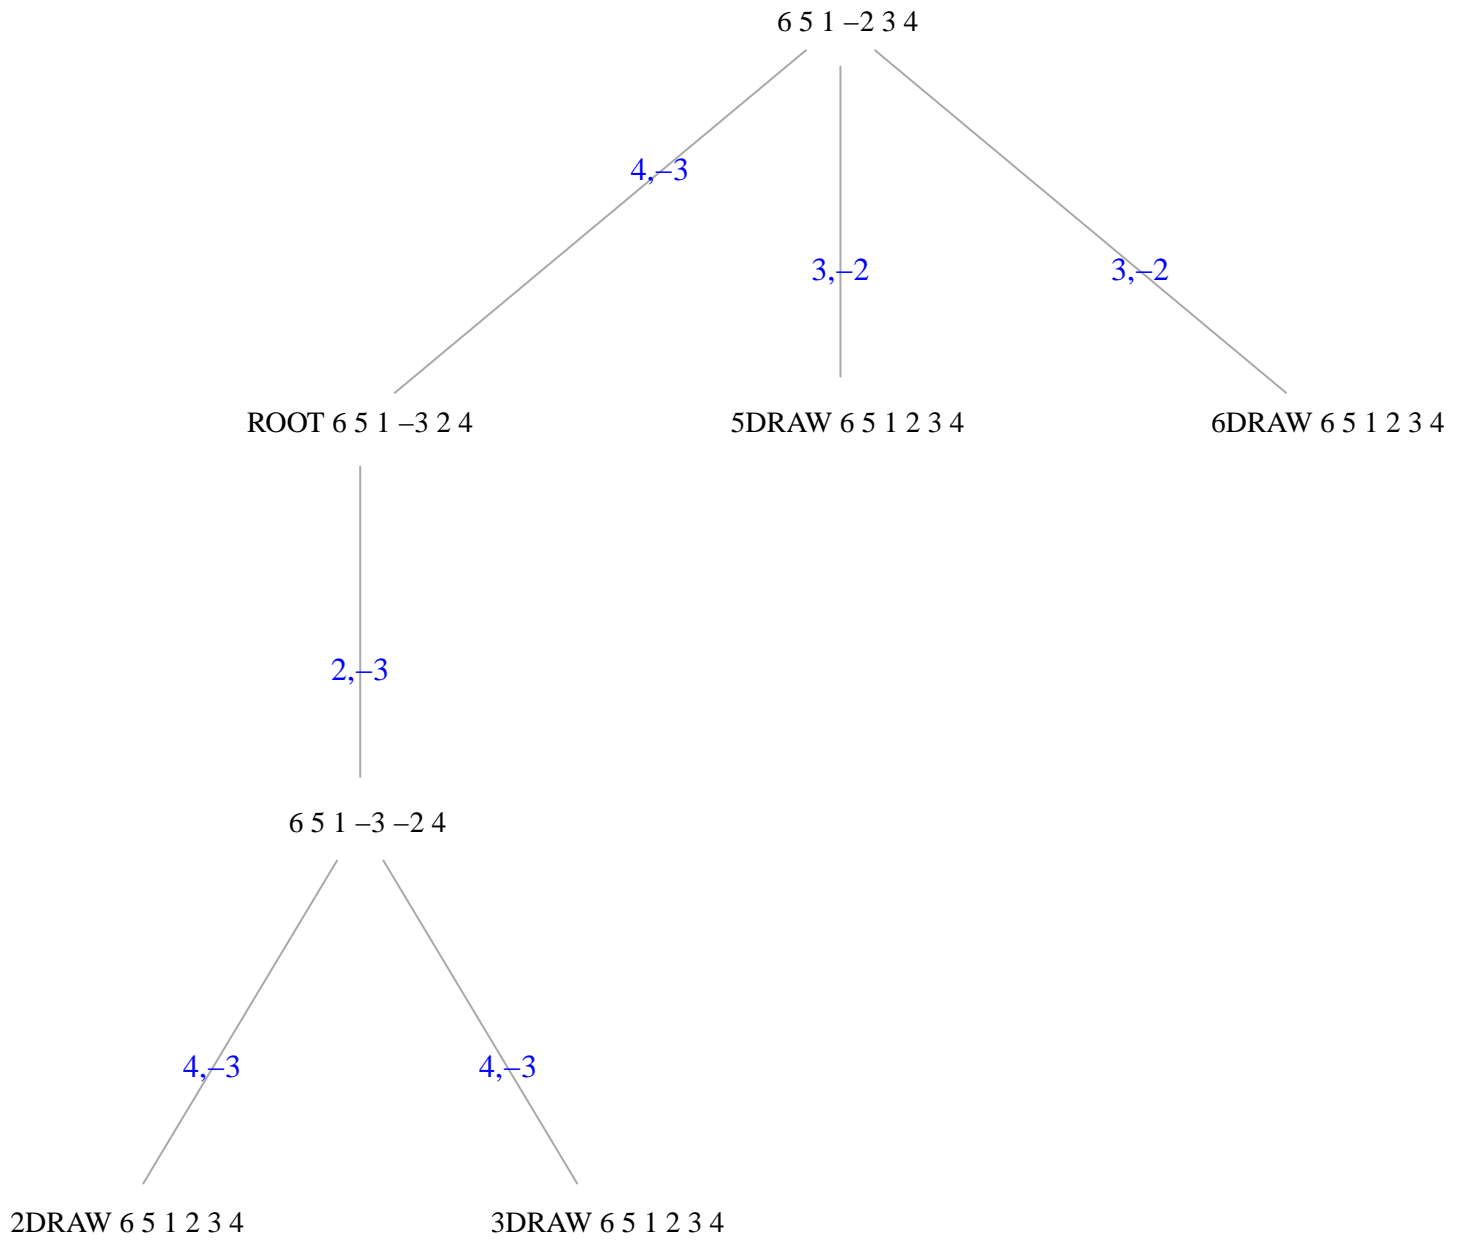 6 5 1 –2 3 4
4,–3
3,–2
3,–2
ROOT 6 5 1 –3 2 4
5DRAW 6 5 1 2 3 4
6DRAW 6 5 1 2 3 4
2,–3
6 5 1 –3 –2 4
4,–3
4,–3
2DRAW 6 5 1 2 3 4
3DRAW 6 5 1 2 3 4